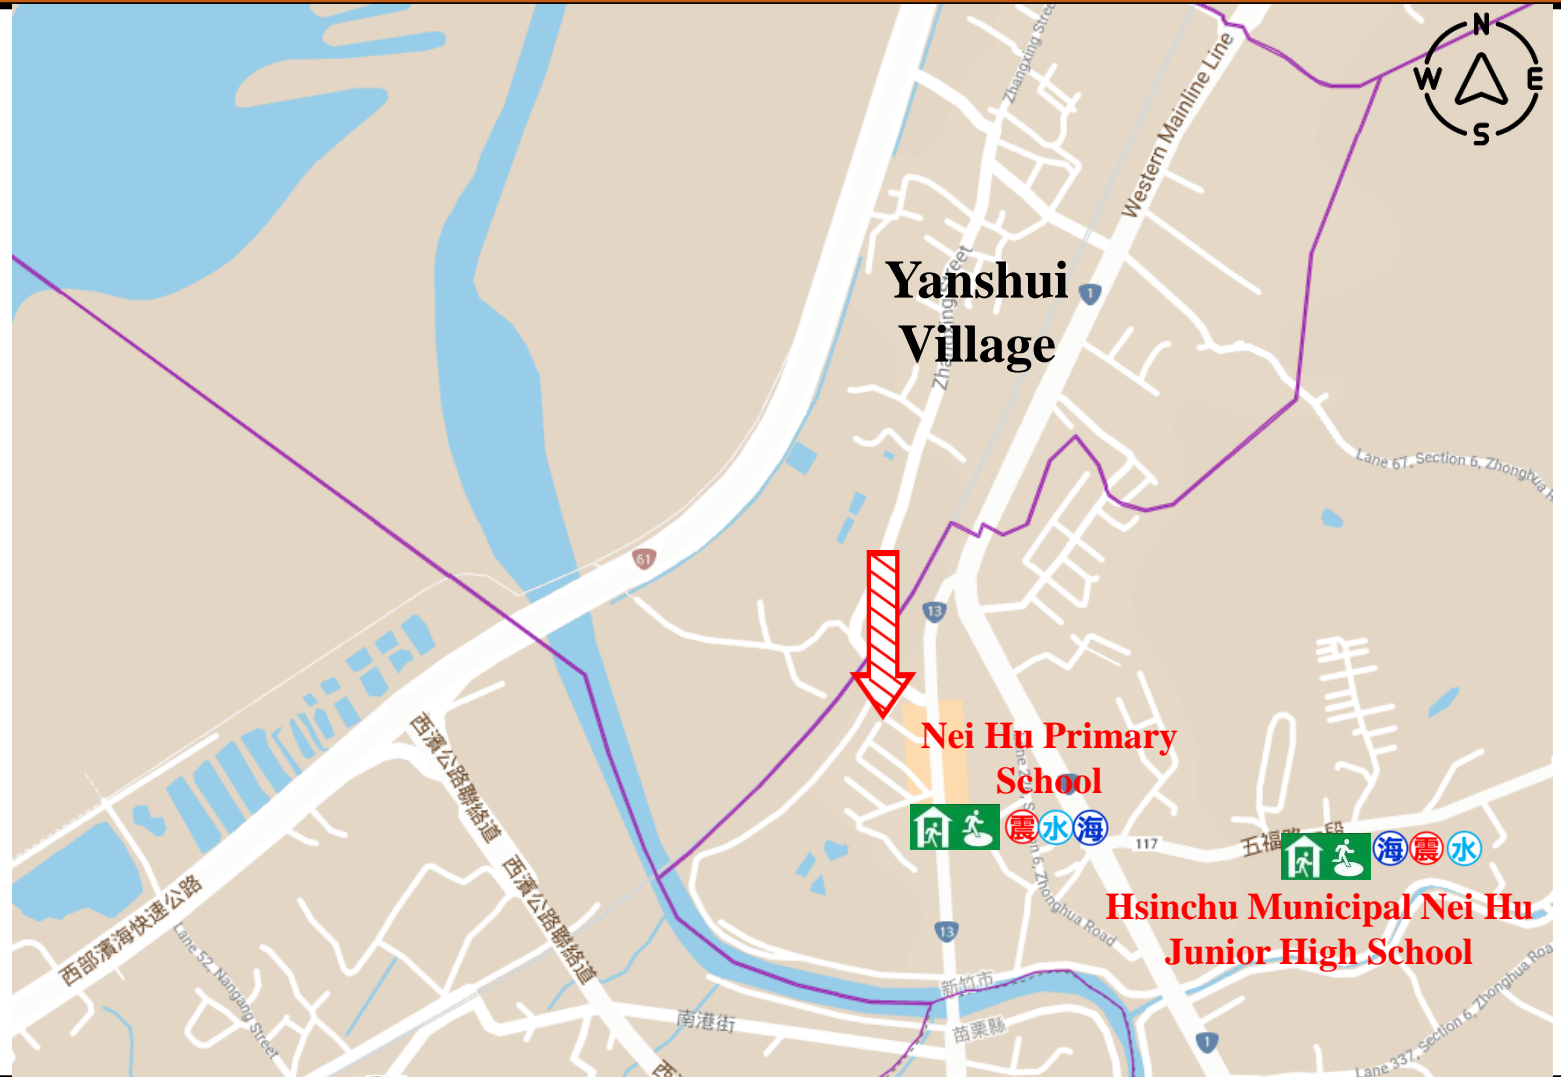 N
W E
S
Zhangxing Stree
Western Mainline Line
Zhangxing Street
Yanshui
Village
1
Lane 67, Section 6, Zhonghua R
61
13
Nei Hu Primary
School
震水海
117
五福路一段
海震水
Hsinchu Municipal Nei Hu
Junior High School
西濱公路聯絡道
西濱公路聯絡道
西部濱海快速公路
Lane 52, Nangang Street
n 6, Zhonghua Road
13
新竹市
苗栗縣
南港街
西
1
Lane 337, Section 6, Zhonghua Roa